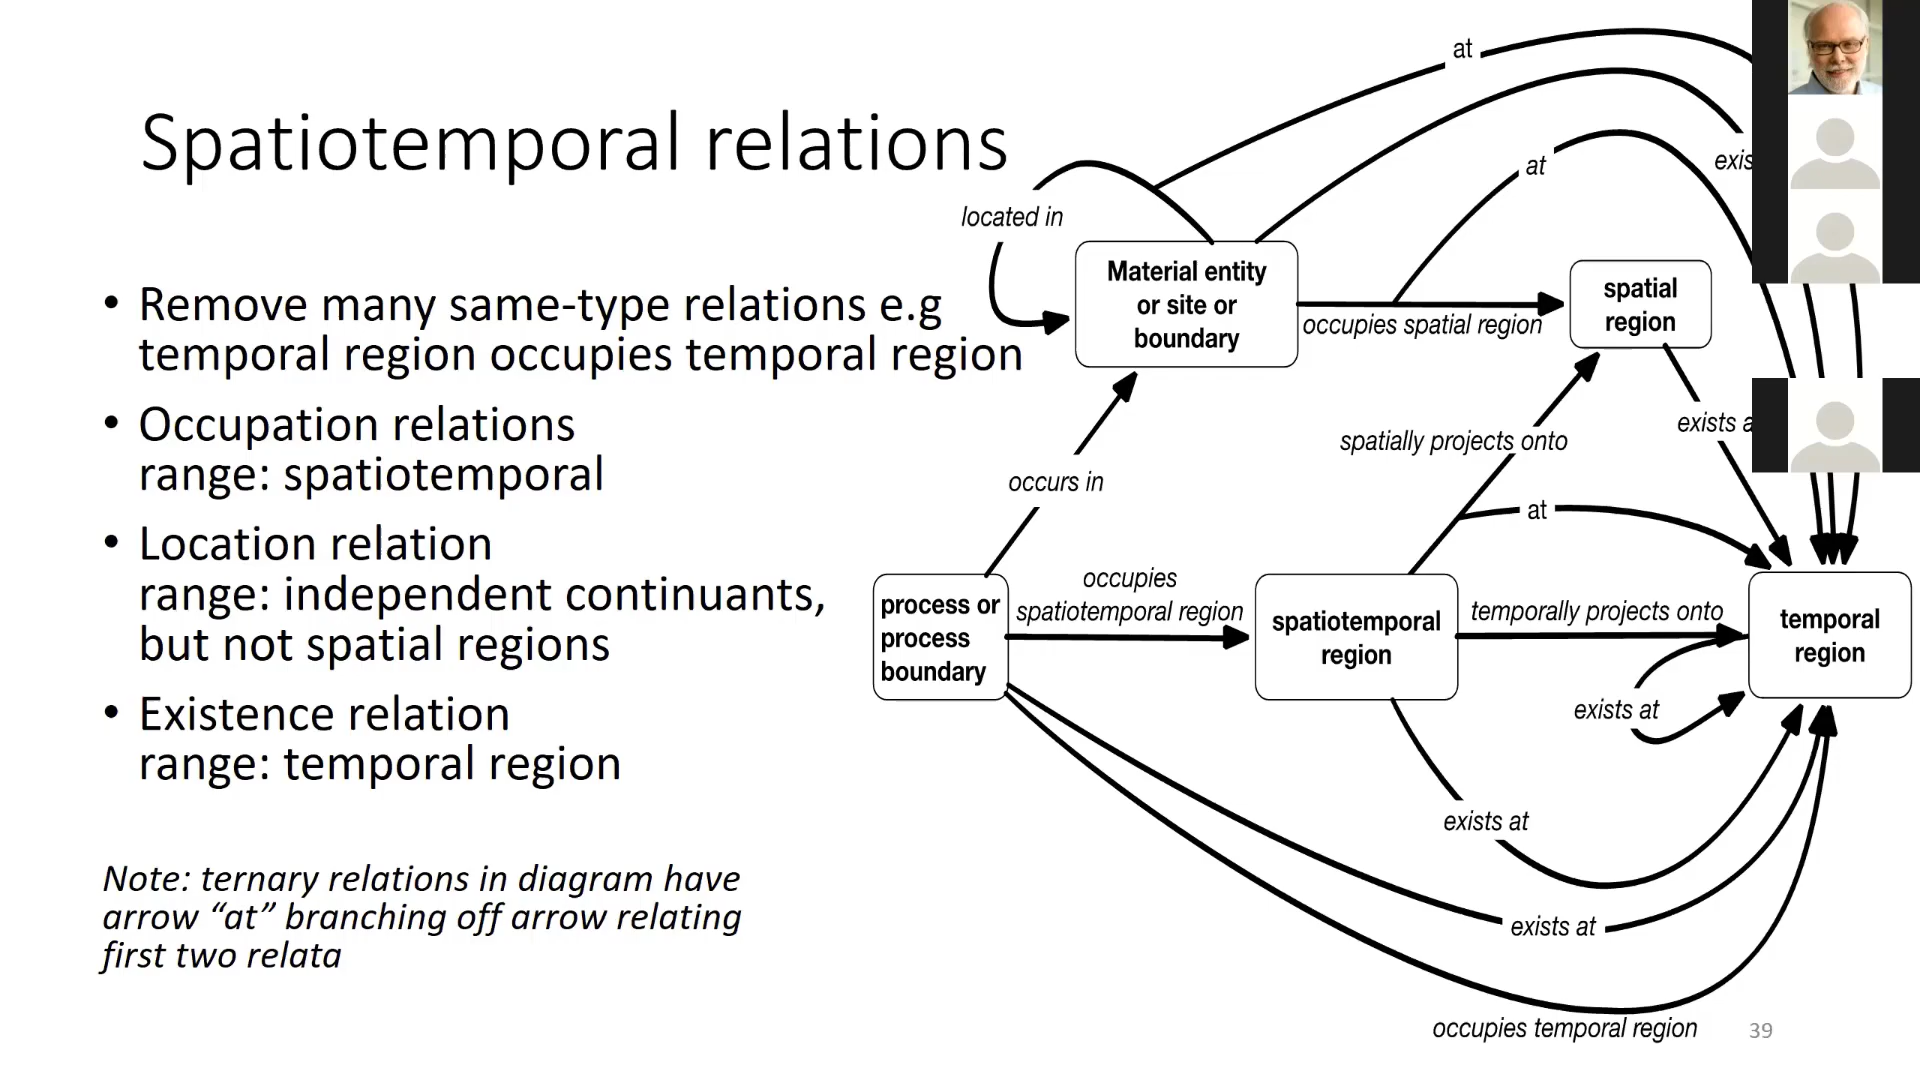 Spatiotemporal relations
• Remove many same-type relations e.g
temporal region occupies temporal region
• Occupation relations
range: spatiotemporal
• Location relation
range: independent continuants,
but not spatial regions
• Existence relation
range: temporal region
Note: ternary relations in diagram have
arrow “at” branching off arrow relating
first two relata
at
at
exis
located in
Material entity
or site or
boundary
occupies spatial region
spatial
region
spatially projects onto
exists a
occurs in
at
process or
process
boundary
occupies
spatiotemporal region
spatiotemporal
region
temporally projects onto
temporal
region
exists at
exists at
exists at
occupies temporal region
39